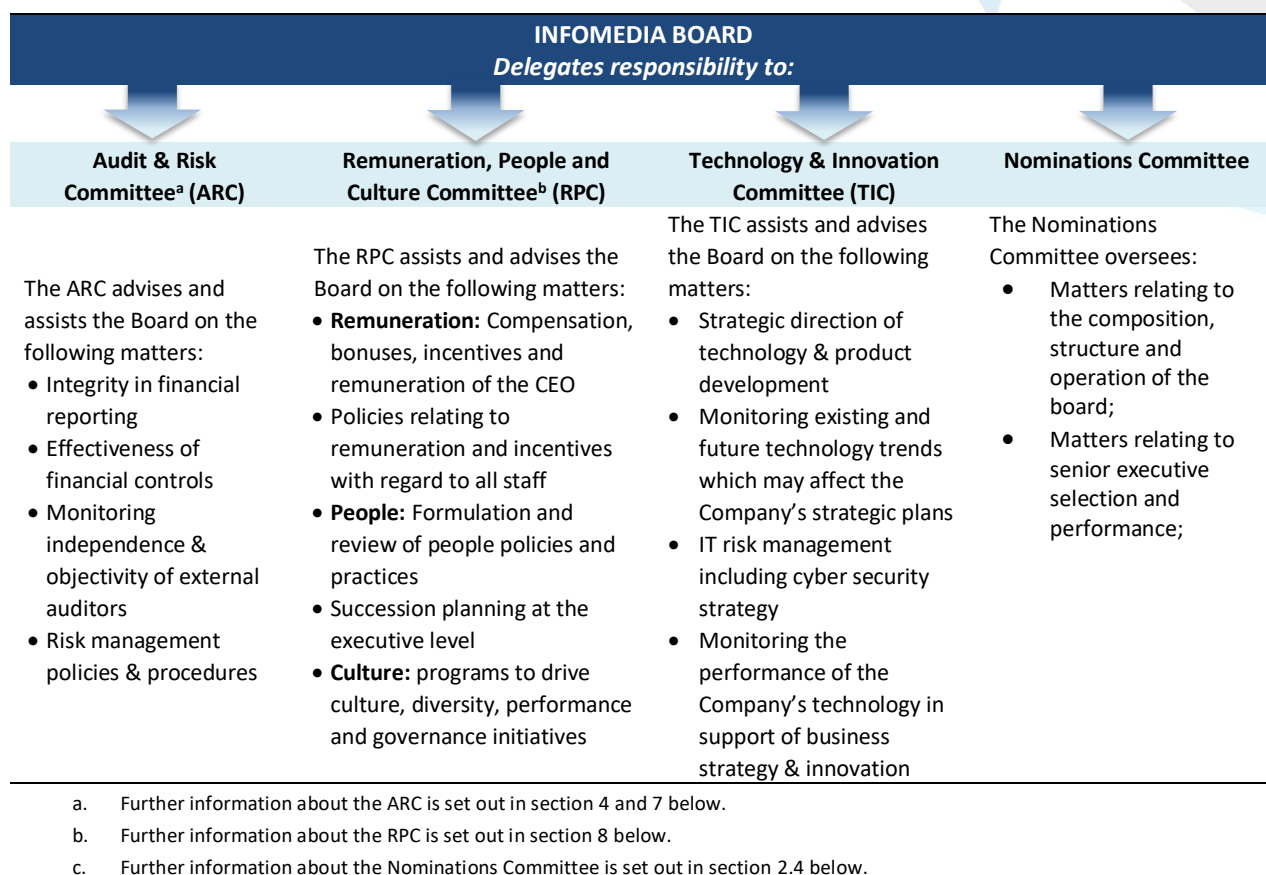 INFOMEDIA BOARD
Delegates responsibility to:
Audit & Risk
Committeeᵃ (ARC)
Remuneration, People and
Culture Committeeᵇ (RPC)
Technology & Innovation
Committee (TIC)
Nominations Committee
The ARC advises and
assists the Board on the
following matters:
• Integrity in financial
reporting
• Effectiveness of
financial controls
• Monitoring
independence &
objectivity of external
auditors
• Risk management
policies & procedures
The RPC assists and advises the
Board on the following matters:
• Remuneration: Compensation,
bonuses, incentives and
remuneration of the CEO
• Policies relating to
remuneration and incentives
with regard to all staff
• People: Formulation and
review of people policies and
practices
• Succession planning at the
executive level
• Culture: programs to drive
culture, diversity, performance
and governance initiatives
The TIC assists and advises
the Board on the following
matters:
• Strategic direction of
technology & product
development
• Monitoring existing and
future technology trends
which may affect the
Company’s strategic plans
• IT risk management
including cyber security
strategy
• Monitoring the
performance of the
Company’s technology in
support of business
strategy & innovation
The Nominations
Committee oversees:
• Matters relating to
the composition,
structure and
operation of the
board;
• Matters relating to
senior executive
selection and
performance;
a. Further information about the ARC is set out in section 4 and 7 below.
b. Further information about the RPC is set out in section 8 below.
c. Further information about the Nominations Committee is set out in section 2.4 below.